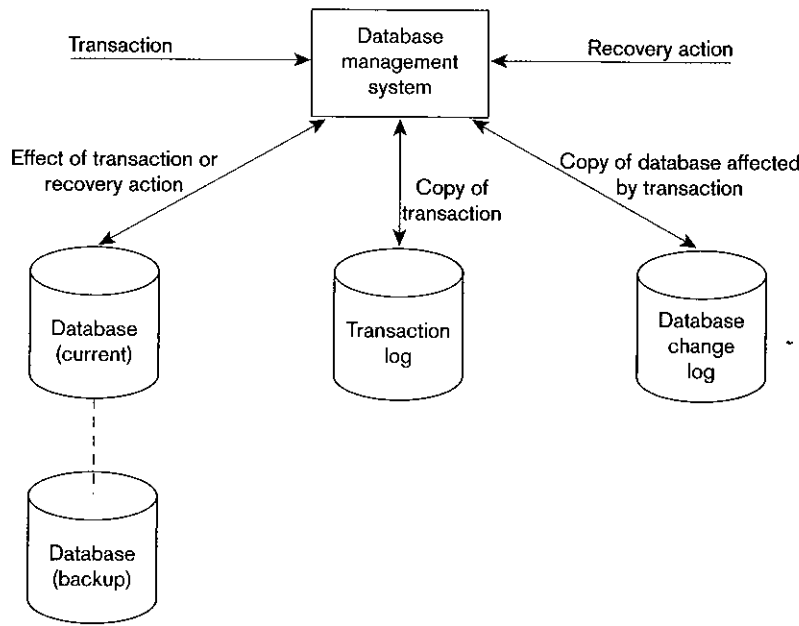 Transaction
Database
management
system
Recovery action
Effect of transaction or
recovery action
Copy of
transaction
Copy of database affected
by transaction
Database
(current)
Transaction
log
Database
change
log
Database
(backup)